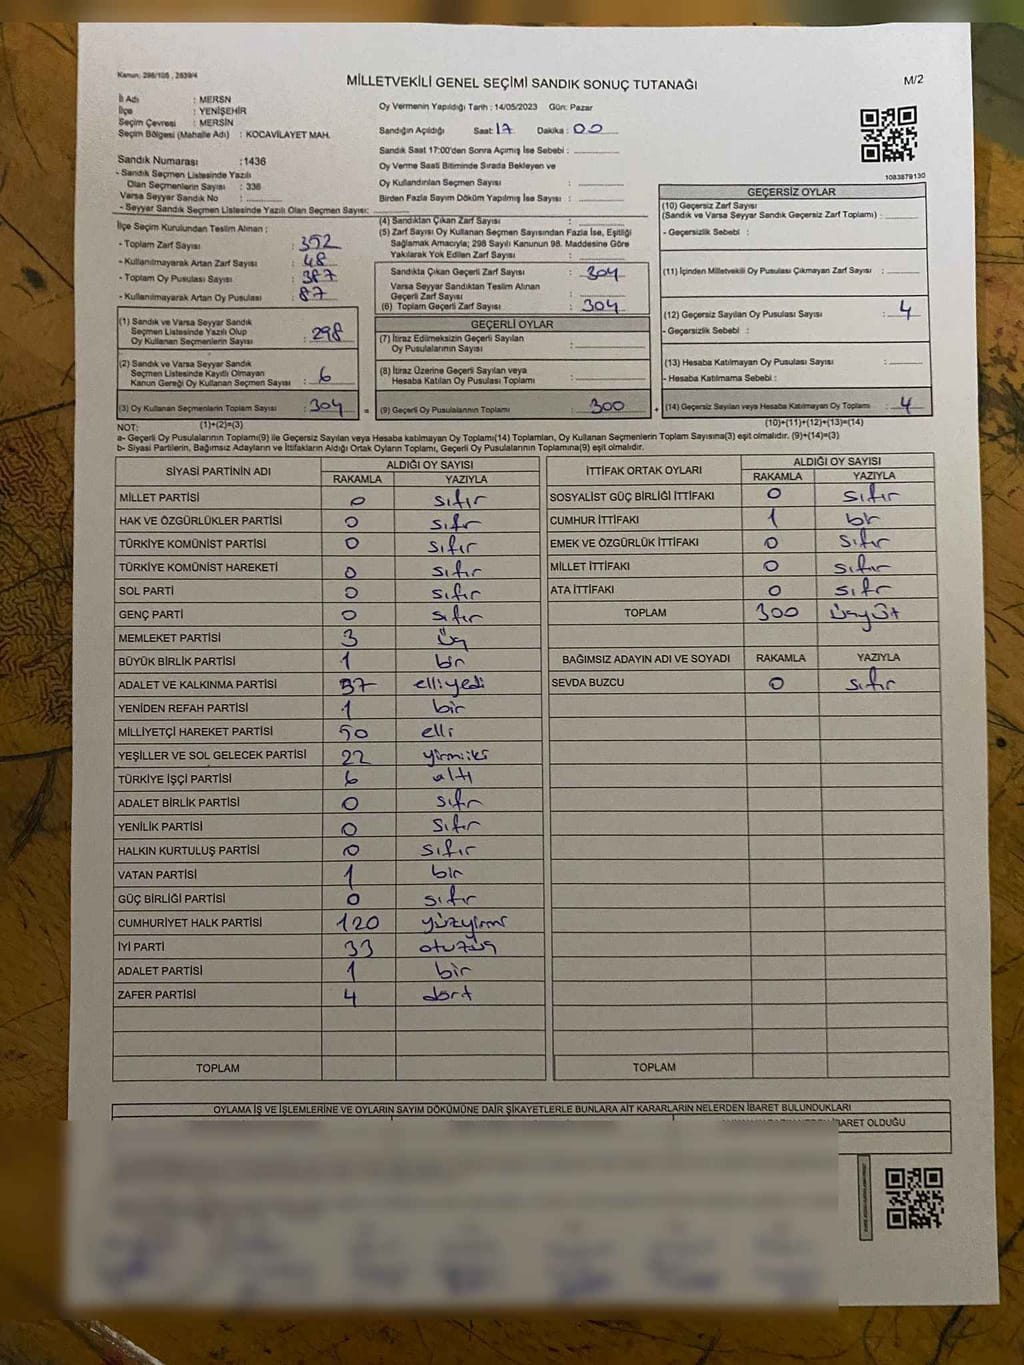 Kanun: 298/105 , 2839/4
MİLLETVEKİLİ GENEL SEÇİMİ SANDIK SONUÇ TUTANAĞI
M/2
İl Adı : MERSN
İlçe : YENİŞEHİR
Seçim Çevresi : MERSİN
Seçim Bölgesi (Mahalle Adı) : KOCAVİLAYET MAH.
Sandık Numarası :1436
- Sandık Seçmen Listesinde Yazılı
Olan Seçmenlerin Sayısı : 336
Varsa Seyyar Sandık No :
- Seyyar Sandık Seçmen Listesinde Yazılı Olan Seçmen Sayısı:
Oy Vermenin Yapıldığı Tarih : 14/05/2023 Gün: Pazar
Sandığın Açıldığı Saat: 17 Dakika : 00
Sandık Saat 17:00'den Sonra Açımış İse Sebebi :
Oy Verme Saati Bitiminde Sırada Bekleyen ve
Oy Kullandırılan Seçmen Sayısı :
Birden Fazla Sayım Döküm Yapılmış İse Sayısı :
1083879130
İlçe Seçim Kurulundan Teslim Alınan ;
- Toplam Zarf Sayısı : 352
- Kullanılmayarak Artan Zarf Sayısı : 48
- Toplam Oy Pusulası Sayısı : 387
- Kullanılmayarak Artan Oy Pusulası : 87
(1) Sandık ve Varsa Seyyar Sandık
Seçmen Listesinde Yazılı Olup
Oy Kullanan Seçmenlerin Sayısı : 298
(2) Sandık ve Varsa Seyyar Sandık
Seçmen Listesinde Kayıtlı Olmayan
Kanun Gereği Oy Kullanan Seçmen Sayısı : 6
(3) Oy Kullanan Seçmenlerin Toplam Sayısı : 304 =
(1)+(2)=(3)
(4) Sandıktan Çıkan Zarf Sayısı :
(5) Zarf Sayısı Oy Kullanan Seçmen Sayısından Fazla İse, Eşitliği
Sağlamak Amacıyla; 298 Sayılı Kanunun 98. Maddesine Göre
Yakılarak Yok Edilen Zarf Sayısı :
Sandıkta Çıkan Geçerli Zarf Sayısı : 304
Varsa Seyyar Sandıktan Teslim Alınan
Geçerli Zarf Sayısı :
(6) Toplam Geçerli Zarf Sayısı : 304
GEÇERLİ OYLAR
(7) İtiraz Edilmeksizin Geçerli Sayılan
Oy Pusulalarının Sayısı :
(8) İtiraz Üzerine Geçerli Sayılan veya
Hesaba Katılan Oy Pusulası Toplamı :
(9) Geçerli Oy Pusulalarının Toplamı : 300 +
GEÇERSİZ OYLAR
(10) Geçersiz Zarf Sayısı
(Sandık ve Varsa Seyyar Sandık Geçersiz Zarf Toplamı) :
- Geçersizlik Sebebi :
(11) İçinden Milletvekili Oy Pusulası Çıkmayan Zarf Sayısı :
(12) Geçersiz Sayılan Oy Pusulası Sayısı : 4
- Geçersizlik Sebebi :
(13) Hesaba Katılmayan Oy Pusulası Sayısı :
- Hesaba Katılmama Sebebi :
(14) Geçersiz Sayılan veya Hesaba Katılmayan Oy Toplamı : 4
(10)+(11)+(12)+(13)=(14)
NOT:
a- Geçerli Oy Pusulalarının Toplamı(9) ile Geçersiz Sayılan veya Hesaba katılmayan Oy Toplamı(14) Toplamları, Oy Kullanan Seçmenlerin Toplam Sayısına(3) eşit olmalıdır. (9)+(14)=(3)
b- Siyasi Partilerin, Bağımsız Adayların ve İttifakların Aldığı Ortak Oyların Toplamı, Geçerli Oy Pusulalarının Toplamına(9) eşit olmalıdır.
SİYASİ PARTİNİN ADI ALDIĞI OY SAYISI
RAKAMLA YAZIYLA
MİLLET PARTİSİ 0 sıfır
HAK VE ÖZGÜRLÜKLER PARTİSİ 0 sıfır
TÜRKİYE KOMÜNİST PARTİSİ 0 sıfır
TÜRKİYE KOMÜNİST HAREKETİ 0 sıfır
SOL PARTİ 0 sıfır
GENÇ PARTİ 0 sıfır
MEMLEKET PARTİSİ 3 üç
BÜYÜK BİRLİK PARTİSİ 1 bir
ADALET VE KALKINMA PARTİSİ 57 elliyedi
YENİDEN REFAH PARTİSİ 1 bir
MİLLİYETÇİ HAREKET PARTİSİ 50 elli
YEŞİLLER VE SOL GELECEK PARTİSİ 22 yirmiiki
TÜRKİYE İŞÇİ PARTİSİ 6 altı
ADALET BİRLİK PARTİSİ 0 sıfır
YENİLİK PARTİSİ 0 sıfır
HALKIN KURTULUŞ PARTİSİ 0 sıfır
VATAN PARTİSİ 1 bir
GÜÇ BİRLİĞİ PARTİSİ 0 sıfır
CUMHURİYET HALK PARTİSİ 120 yüzyirmi
İYİ PARTİ 33 otuzüç
ADALET PARTİSİ 1 bir
ZAFER PARTİSİ 4 dört
TOPLAM
İTTİFAK ORTAK OYLARI ALDIĞI OY SAYISI
RAKAMLA YAZIYLA
SOSYALİST GÜÇ BİRLİĞİ İTTİFAKI 0 sıfır
CUMHUR İTTİFAKI 1 bir
EMEK VE ÖZGÜRLÜK İTTİFAKI 0 sıfır
MİLLET İTTİFAKI 0 sıfır
ATA İTTİFAKI 0 sıfır
TOPLAM 300 üçyüz
BAĞIMSIZ ADAYIN ADI VE SOYADI RAKAMLA YAZIYLA
SEVDA BUZCU 0 sıfır
TOPLAM
OYLAMA İŞ VE İŞLEMLERİNE VE OYLARIN SAYIM DÖKÜMÜNE DAİR ŞİKAYETLERLE BUNLARA AİT KARARLARIN NELERDEN İBARET BULUNDUKLARI
İBARET OLDUĞU